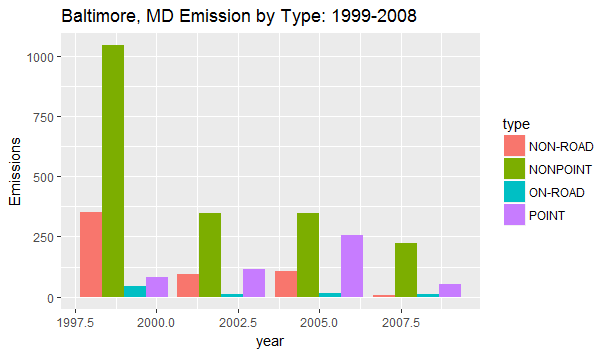 Baltimore, MD Emission by Type: 1999-2008
1000
750
500
250
0
Emissions
1997.5 2000.0 2002.5 2005.0 2007.5
year
type
NON-ROAD
NONPOINT
ON-ROAD
POINT